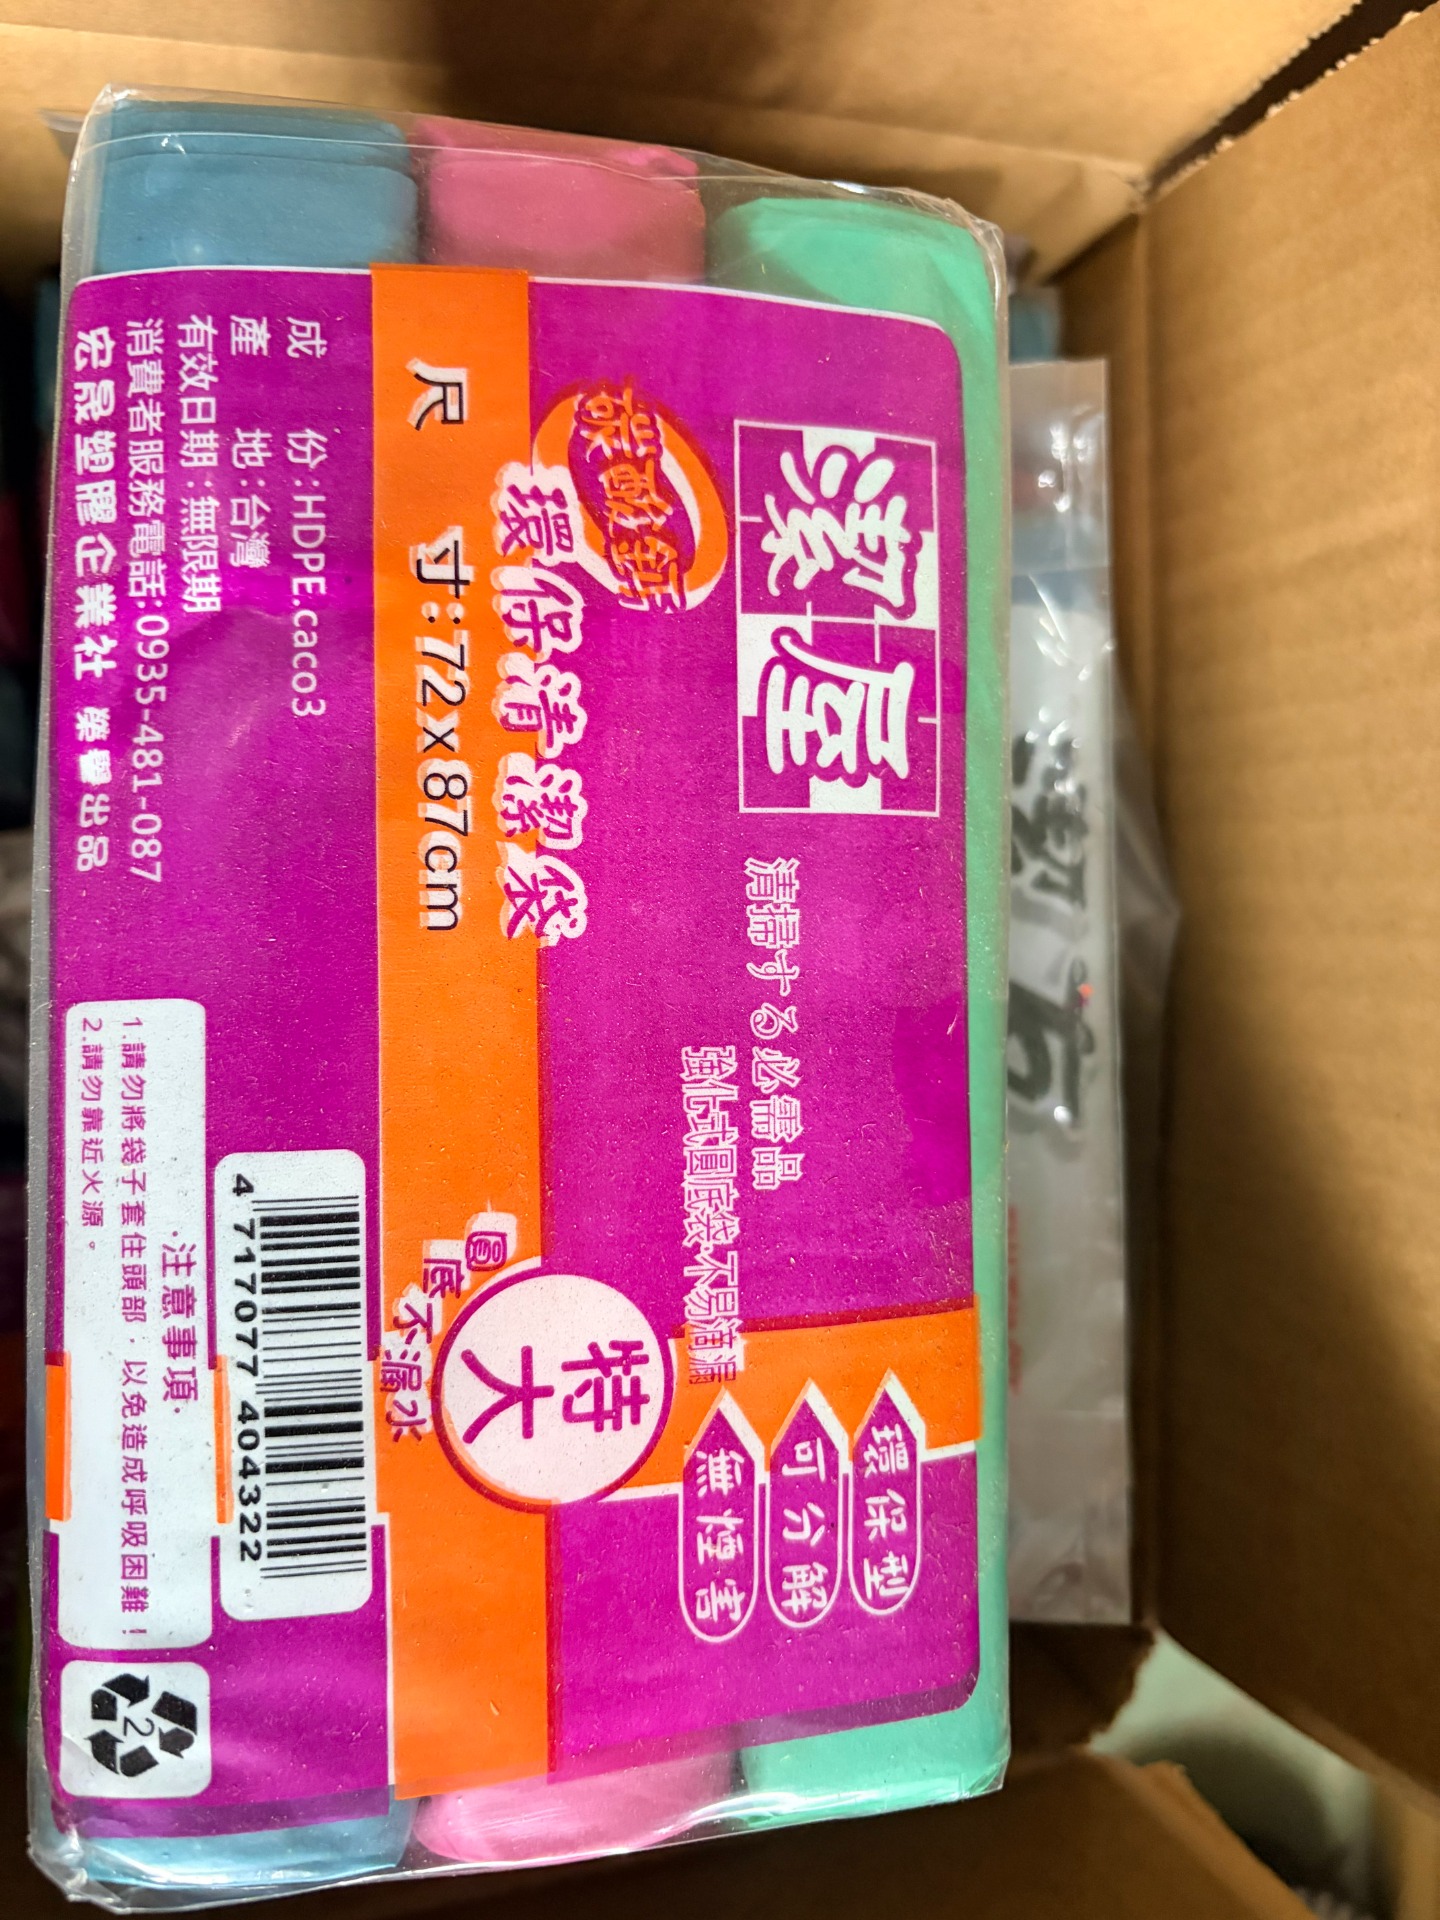 潔屋
清掃する必需品
強化式圓底袋.不易滴漏
環保型
可分解
無煙害
碳酸鈣
環保清潔袋
特大
圓底不漏水
尺 寸:72x87cm
成 份:HDPE.caco3
產 地:台灣
有效日期:無限期
消費者服務電話:0935-481-087
宏晟塑膠企業社 榮譽出品
4 717077 404322
·注意事項·
1.請勿將袋子套住頭部,以免造成呼吸困難!
2.請勿靠近火源。
2